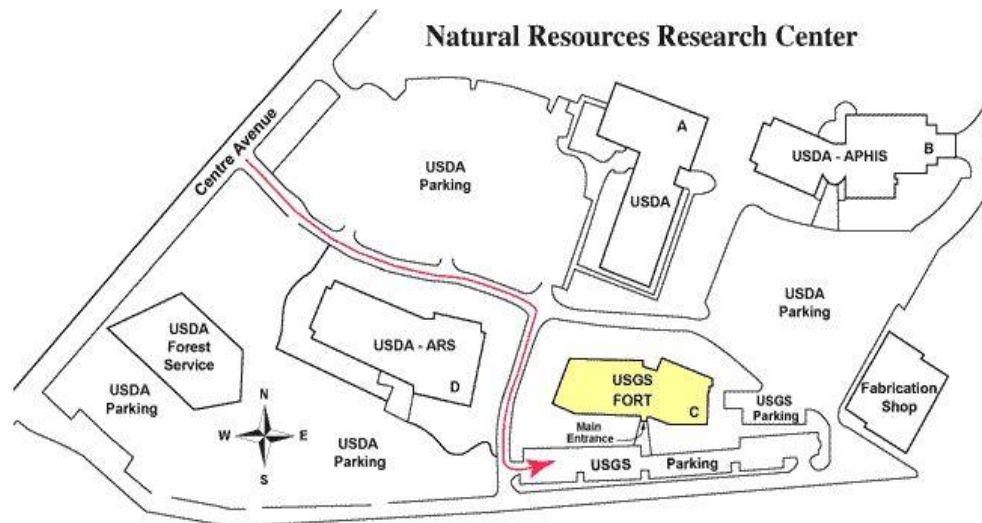 Natural Resources Research Center
Centre Avenue
USDA
Parking
A
USDA
USDA - APHIS
B
USDA
Parking
USDA
Forest
Service
USDA - ARS
D
USGS
FORT
C
Main
Entrance
USGS
Parking
Fabrication
Shop
USDA
Parking
N
W
E
S
USDA
Parking
USGS
Parking